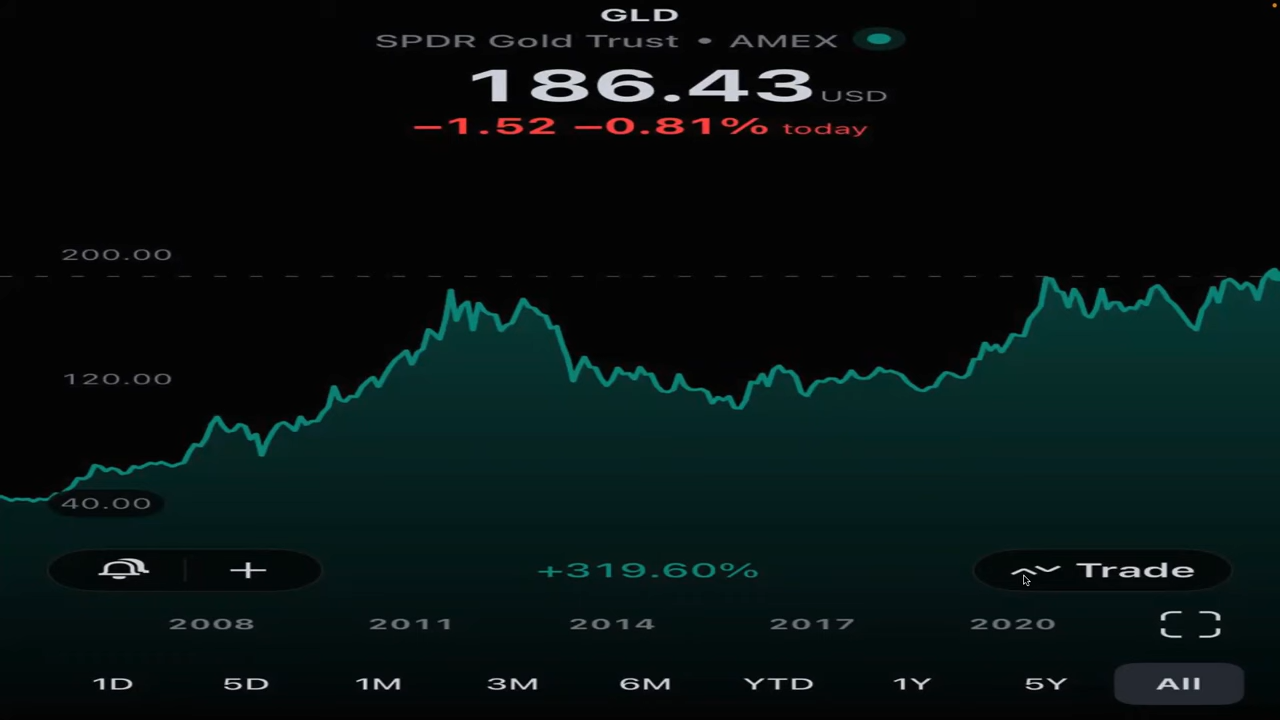 GLD
SPDR Gold Trust • AMEX
186.43 USD
−1.52 −0.81% today
200.00
120.00
40.00
+319.60%
Trade
2008 2011 2014 2017 2020
1D 5D 1M 3M 6M YTD 1Y 5Y All